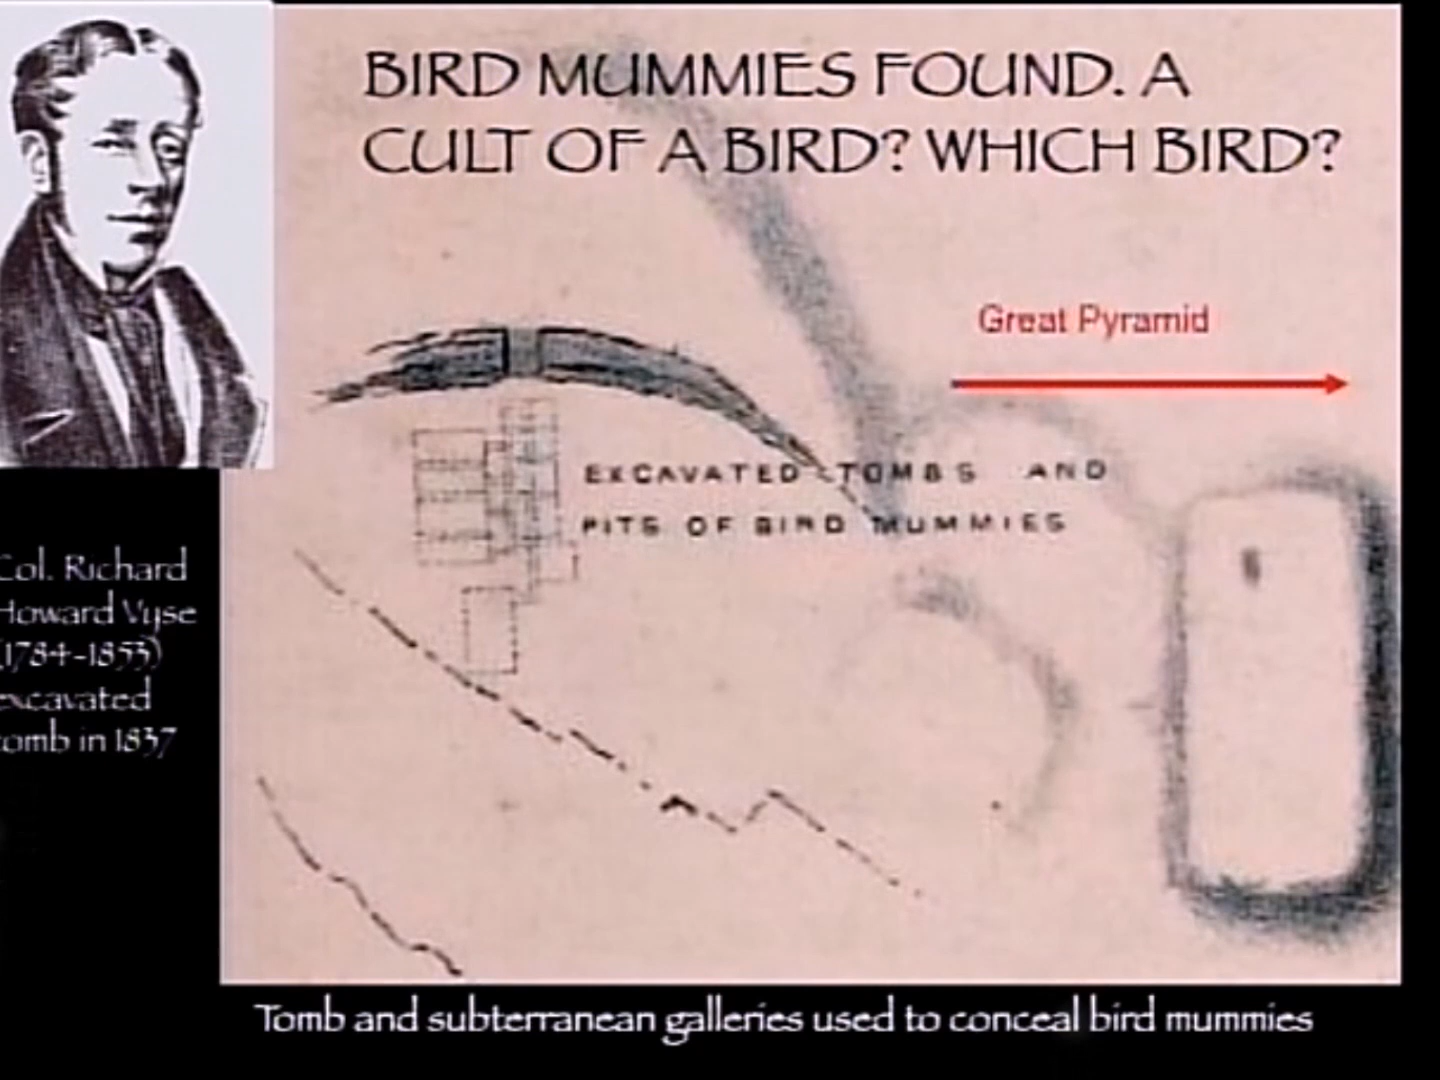 BIRD MUMMIES FOUND. A
CULT OF A BIRD? WHICH BIRD?
Great Pyramid
EXCAVATED TOMBS AND
PITS OF BIRD MUMMIES
Col. Richard
Howard Vyse
(1784-1853)
excavated
tomb in 1837
Tomb and subterranean galleries used to conceal bird mummies